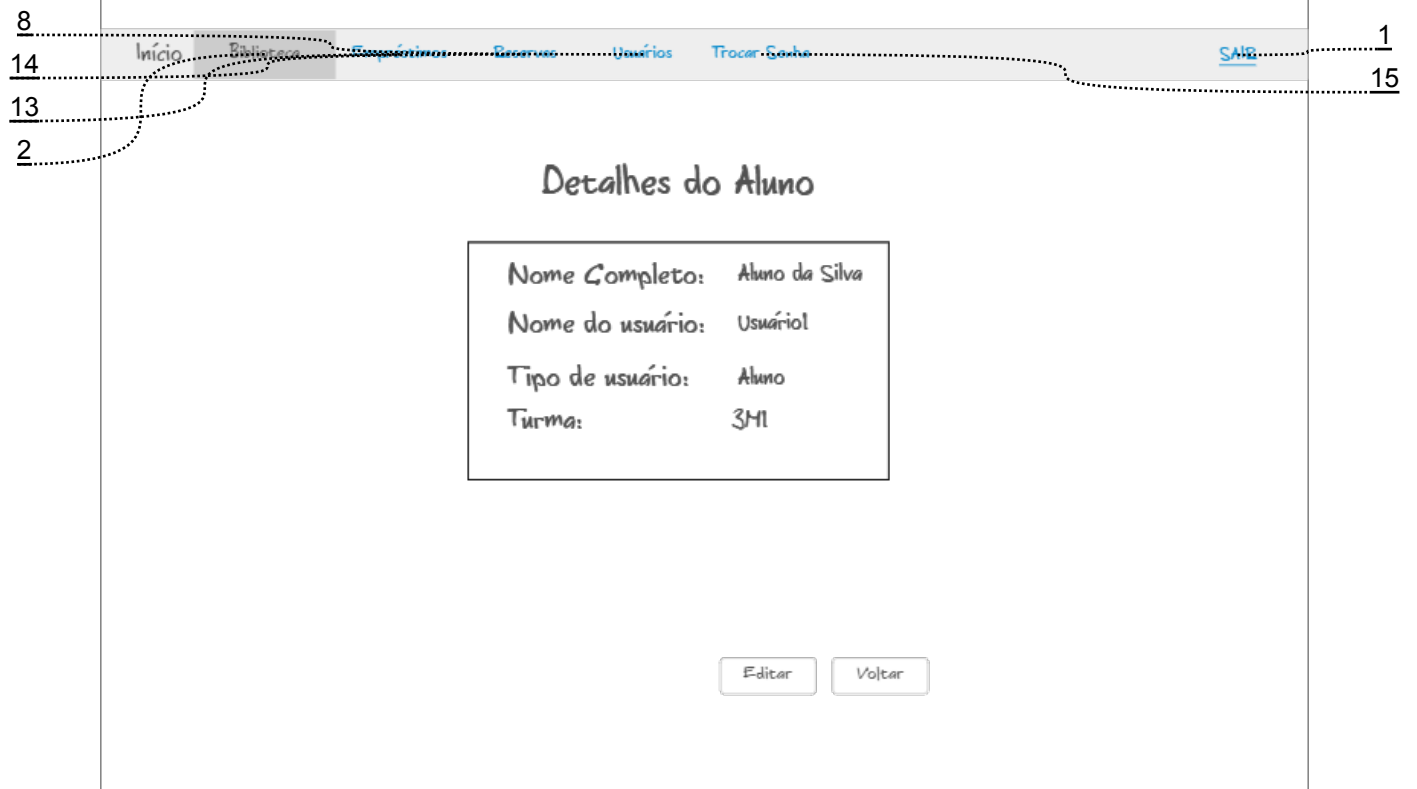 8
14
13
2
Início Biblioteca Empréstimos Reservas Usuários Trocar Senha SAIR
1
15
Detalhes do Aluno
Nome Completo: Aluno da Silva
Nome do usuário: Usuário1
Tipo de usuário: Aluno
Turma: 3M1
Editar Voltar